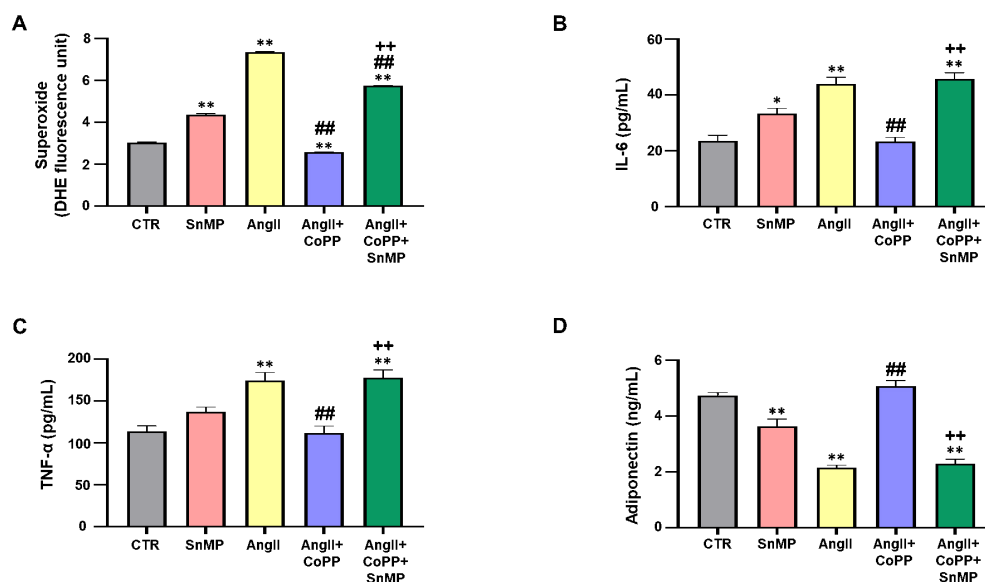 A
Superoxide
(DHE fluorescence unit)
8
6
4
2
0
**
**
##
**
++
##
**
CTR
SnMP
AngII
AngII+
CoPP
AngII+
CoPP+
SnMP
B
IL-6 (pg/mL)
60
40
20
0
*
**
##
++
**
CTR
SnMP
AngII
AngII+
CoPP
AngII+
CoPP+
SnMP
C
TNF-α (pg/mL)
200
150
100
50
0
**
##
++
**
CTR
SnMP
AngII
AngII+
CoPP
AngII+
CoPP+
SnMP
D
Adiponectin (ng/mL)
6
4
2
0
**
**
##
++
**
CTR
SnMP
AngII
AngII+
CoPP
AngII+
CoPP+
SnMP